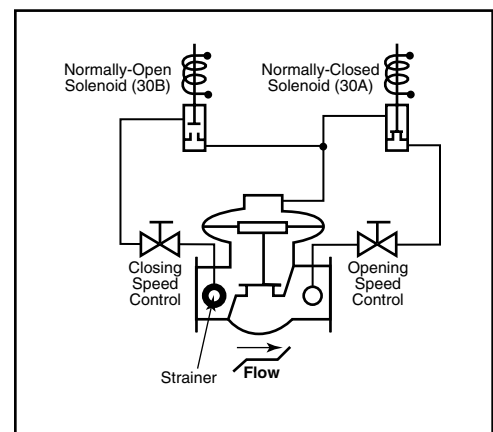 Normally-Open
Solenoid (30B)
Normally-Closed
Solenoid (30A)
Closing
Speed
Control
Opening
Speed
Control
Strainer
Flow